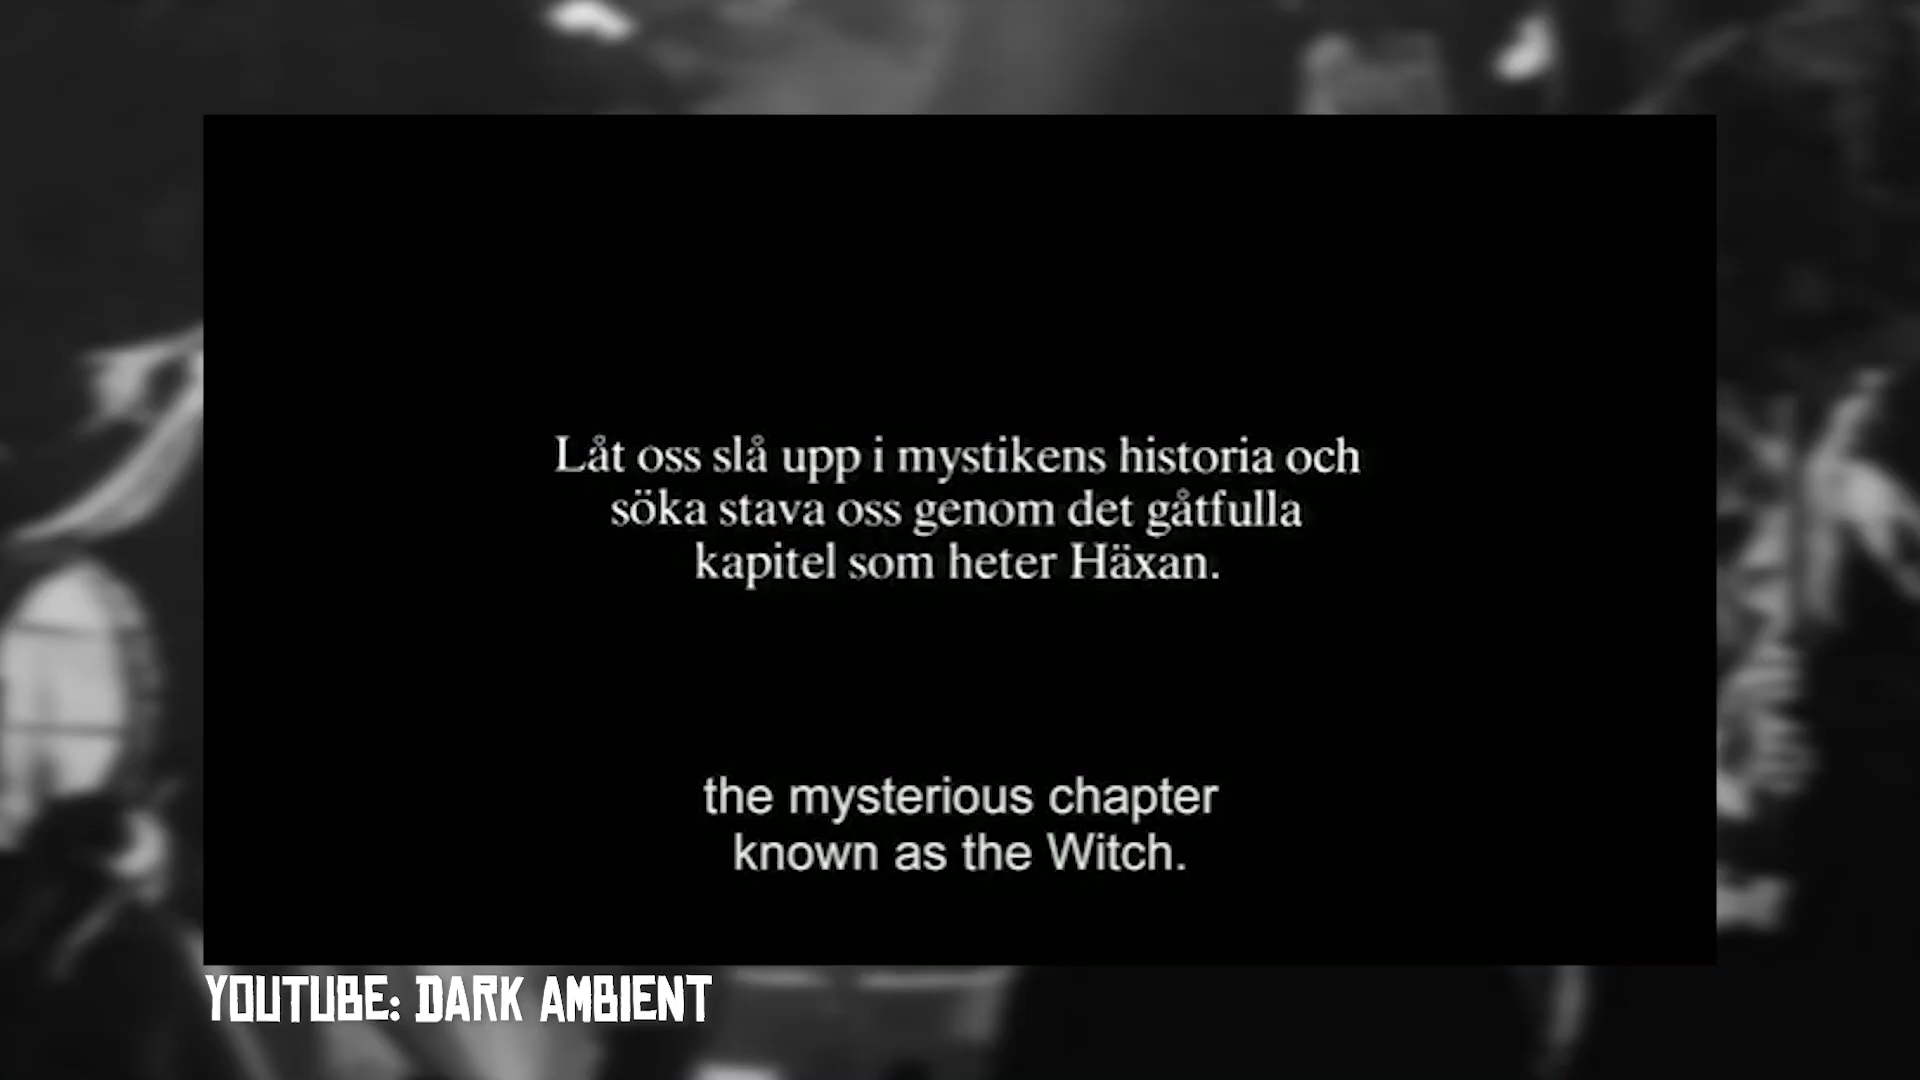 Låt oss slå upp i mystikens historia och
söka stava oss genom det gåtfulla
kapitel som heter Häxan.
the mysterious chapter
known as the Witch.
YOUTUBE: DARK AMBIENT